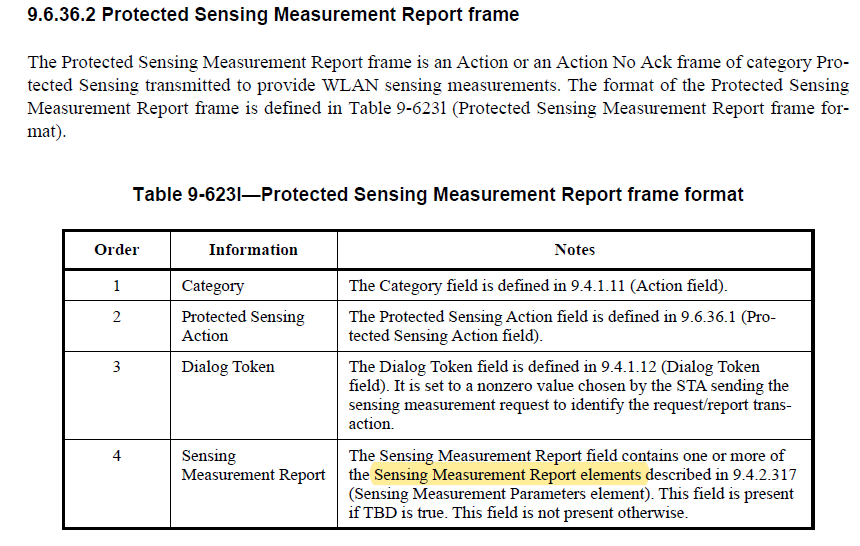 9.6.36.2 Protected Sensing Measurement Report frame
The Protected Sensing Measurement Report frame is an Action or an Action No Ack frame of category Pro-
tected Sensing transmitted to provide WLAN sensing measurements. The format of the Protected Sensing
Measurement Report frame is defined in Table 9-623l (Protected Sensing Measurement Report frame for-
mat).
Table 9-623l—Protected Sensing Measurement Report frame format
Order Information Notes
1 Category The Category field is defined in 9.4.1.11 (Action field).
2 Protected Sensing The Protected Sensing Action field is defined in 9.6.36.1 (Pro-
Action tected Sensing Action field).
3 Dialog Token The Dialog Token field is defined in 9.4.1.12 (Dialog Token
field). It is set to a nonzero value chosen by the STA sending the
sensing measurement request to identify the request/report trans-
action.
4 Sensing The Sensing Measurement Report field contains one or more of
Measurement Report the Sensing Measurement Report elements described in 9.4.2.317
(Sensing Measurement Parameters element). This field is present
if TBD is true. This field is not present otherwise.